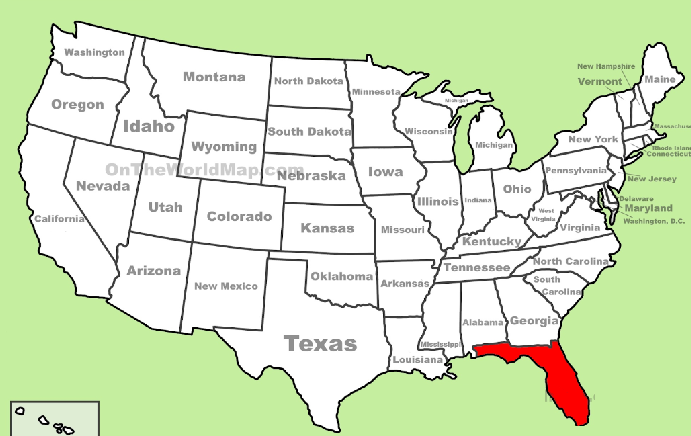 Washington
Montana
North Dakota
Minnesota
Michigan
New Hampshire
Vermont
Maine
Oregon
Idaho
Wyoming
South Dakota
Wisconsin
Michigan
New York
Massachus
Rhode Islan
Connecticut
OnTheWorldMap.com
Nevada
Utah
Colorado
Nebraska
Iowa
Illinois
Indiana
Ohio
Pennsylvania
New Jersey
Delaware
Maryland
Washington, D.C.
California
Kansas
Missouri
West
Virginia
Virginia
Kentucky
Arizona
New Mexico
Oklahoma
Arkansas
Tennessee
North Carolina
South
Carolina
Texas
Louisiana
Mississippi
Alabama
Georgia